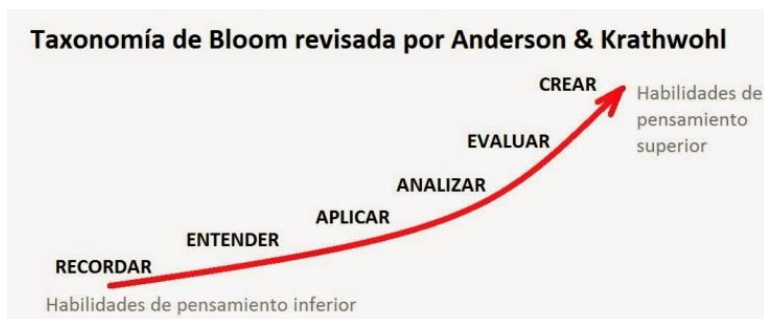 Taxonomía de Bloom revisada por Anderson & Krathwohl
CREAR
Habilidades de
pensamiento
superior
EVALUAR
ANALIZAR
APLICAR
ENTENDER
RECORDAR
Habilidades de pensamiento inferior